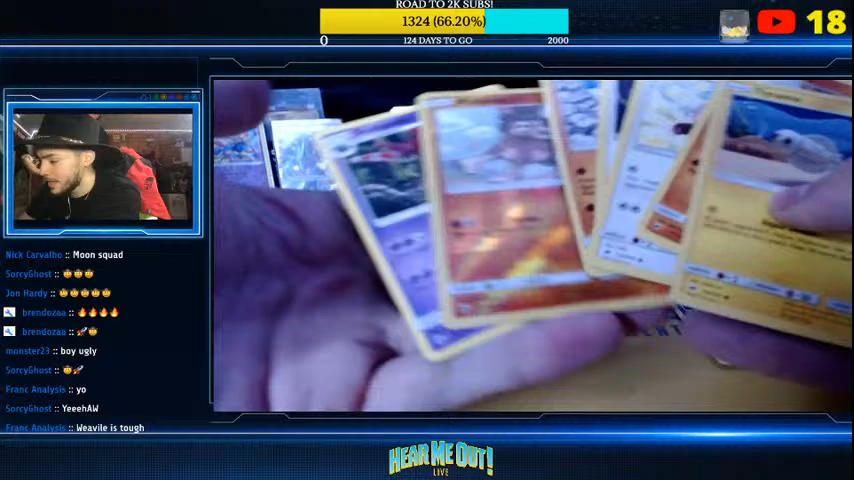 ROAD TO 2K SUBS!
1324 (66.20%)
0
124 DAYS TO GO
2000
18
Nick Carvalho :: Moon squad
SorcyGhost :: 🤠🤠🤠
Jon Hardy :: 🤠🤠🤠🤠🤠
brendozaa :: 🔥🔥🔥🔥
brendozaa :: 🚀🤠
monster23 :: boy ugly
SorcyGhost :: 🤠🚀
Franc Analysis :: yo
SorcyGhost :: YeeehAW
Franc Analysis :: Weavile is tough
HEAR ME OUT!
LIVE